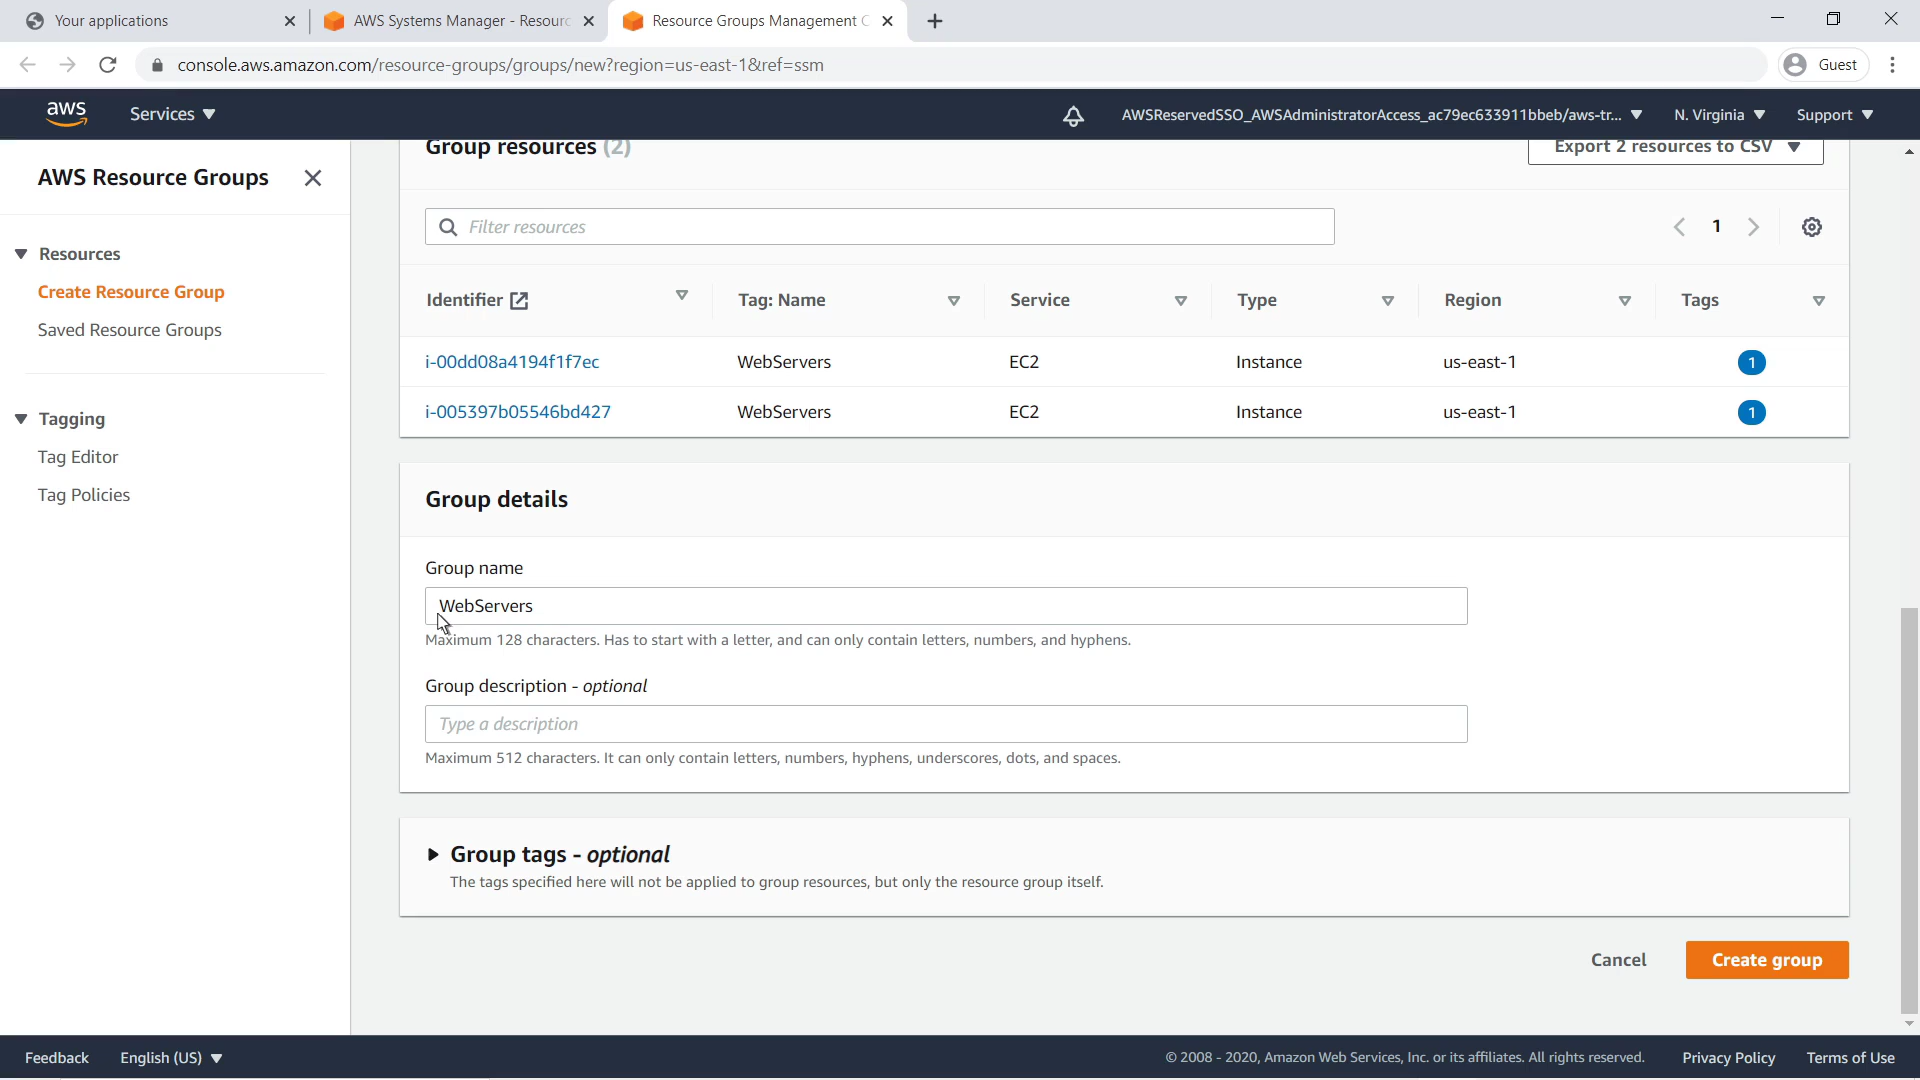 Your applications
AWS Systems Manager - Resourc
Resource Groups Management C
console.aws.amazon.com/resource-groups/groups/new?region=us-east-1&ref=ssm
Guest
aws
Services
AWSReservedSSO_AWSAdministratorAccess_ac79ec633911bbeb/aws-tr...
N. Virginia
Support
AWS Resource Groups
Resources
Create Resource Group
Saved Resource Groups
Tagging
Tag Editor
Tag Policies
Group resources (2)
Export 2 resources to CSV
Filter resources
1
Identifier
Tag: Name
Service
Type
Region
Tags
i-00dd08a4194f1f7ec WebServers EC2 Instance us-east-1 1
i-005397b05546bd427 WebServers EC2 Instance us-east-1 1
Group details
Group name
WebServers
Maximum 128 characters. Has to start with a letter, and can only contain letters, numbers, and hyphens.
Group description - optional
Type a description
Maximum 512 characters. It can only contain letters, numbers, hyphens, underscores, dots, and spaces.
Group tags - optional
The tags specified here will not be applied to group resources, but only the resource group itself.
Cancel
Create group
Feedback
English (US)
© 2008 - 2020, Amazon Web Services, Inc. or its affiliates. All rights reserved.
Privacy Policy
Terms of Use